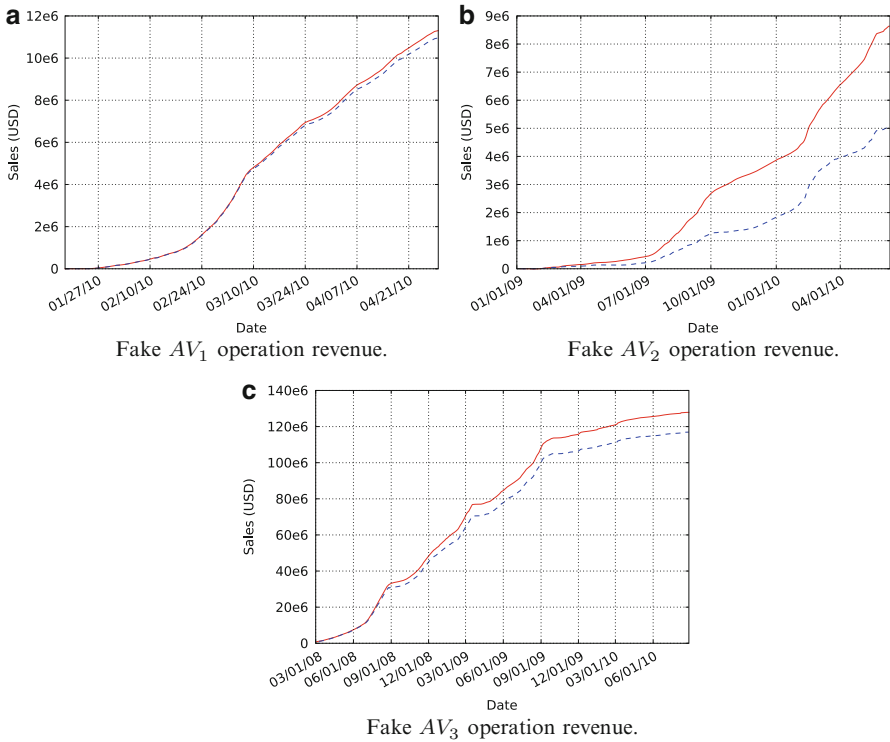 a
12e6
10e6
8e6
6e6
4e6
2e6
0
Sales (USD)
01/27/10
02/10/10
02/24/10
03/10/10
03/24/10
04/07/10
04/21/10
Date
Fake AV₁ operation revenue.
b
9e6
8e6
7e6
6e6
5e6
4e6
3e6
2e6
1e6
0
Sales (USD)
01/01/09
04/01/09
07/01/09
10/01/09
01/01/10
04/01/10
Date
Fake AV₂ operation revenue.
c
140e6
120e6
100e6
80e6
60e6
40e6
20e6
0
Sales (USD)
03/01/08
06/01/08
09/01/08
12/01/08
03/01/09
06/01/09
09/01/09
12/01/09
03/01/10
06/01/10
Date
Fake AV₃ operation revenue.